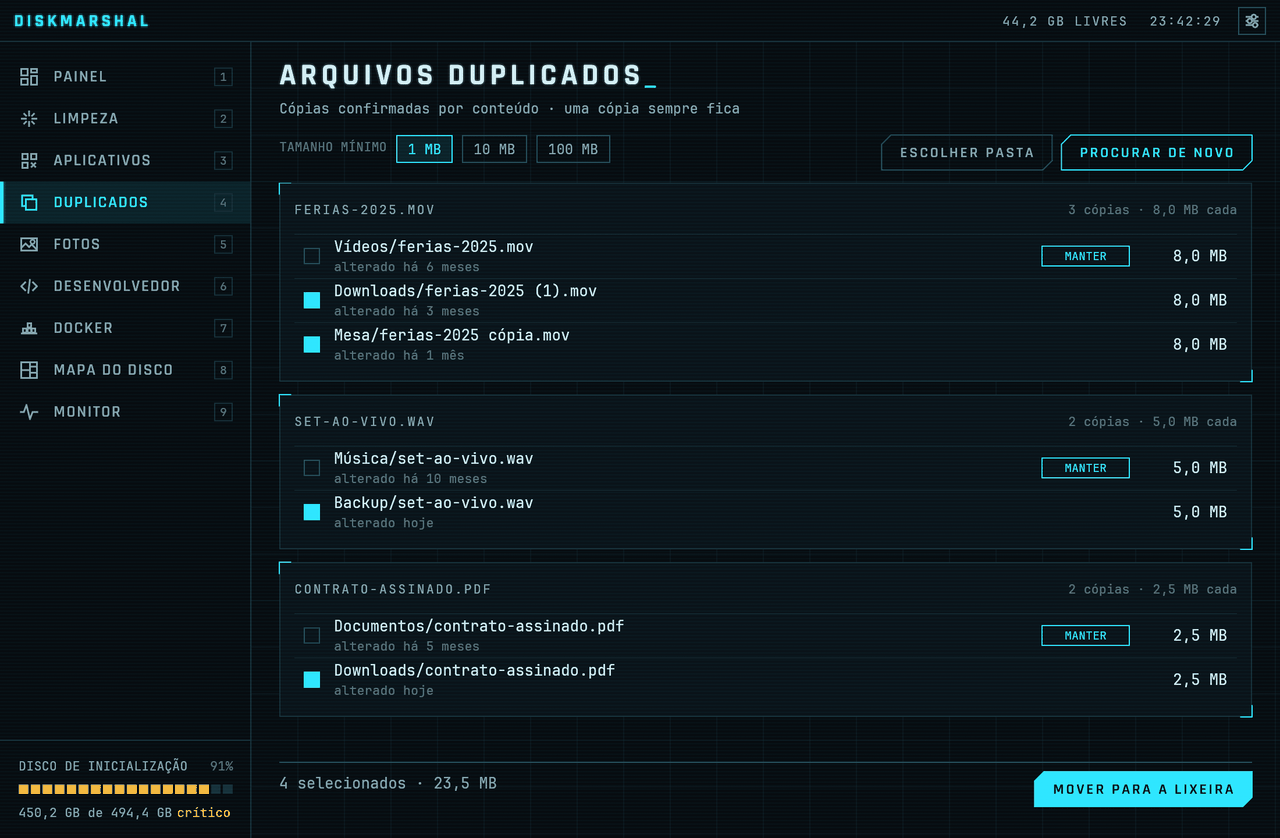 DISKMARSHAL
44,2 GB LIVRES 23:42:29
PAINEL 1
LIMPEZA 2
APLICATIVOS 3
DUPLICADOS 4
FOTOS 5
DESENVOLVEDOR 6
DOCKER 7
MAPA DO DISCO 8
MONITOR 9
DISCO DE INICIALIZAÇÃO 91%
450,2 GB de 494,4 GB crítico
ARQUIVOS DUPLICADOS_
Cópias confirmadas por conteúdo · uma cópia sempre fica
TAMANHO MÍNIMO 1 MB 10 MB 100 MB ESCOLHER PASTA PROCURAR DE NOVO
FERIAS-2025.MOV 3 cópias · 8,0 MB cada
Vídeos/ferias-2025.mov MANTER 8,0 MB
alterado há 6 meses
Downloads/ferias-2025 (1).mov 8,0 MB
alterado há 3 meses
Mesa/ferias-2025 cópia.mov 8,0 MB
alterado há 1 mês
SET-AO-VIVO.WAV 2 cópias · 5,0 MB cada
Música/set-ao-vivo.wav MANTER 5,0 MB
alterado há 10 meses
Backup/set-ao-vivo.wav 5,0 MB
alterado hoje
CONTRATO-ASSINADO.PDF 2 cópias · 2,5 MB cada
Documentos/contrato-assinado.pdf MANTER 2,5 MB
alterado há 5 meses
Downloads/contrato-assinado.pdf 2,5 MB
alterado hoje
4 selecionados · 23,5 MB MOVER PARA A LIXEIRA